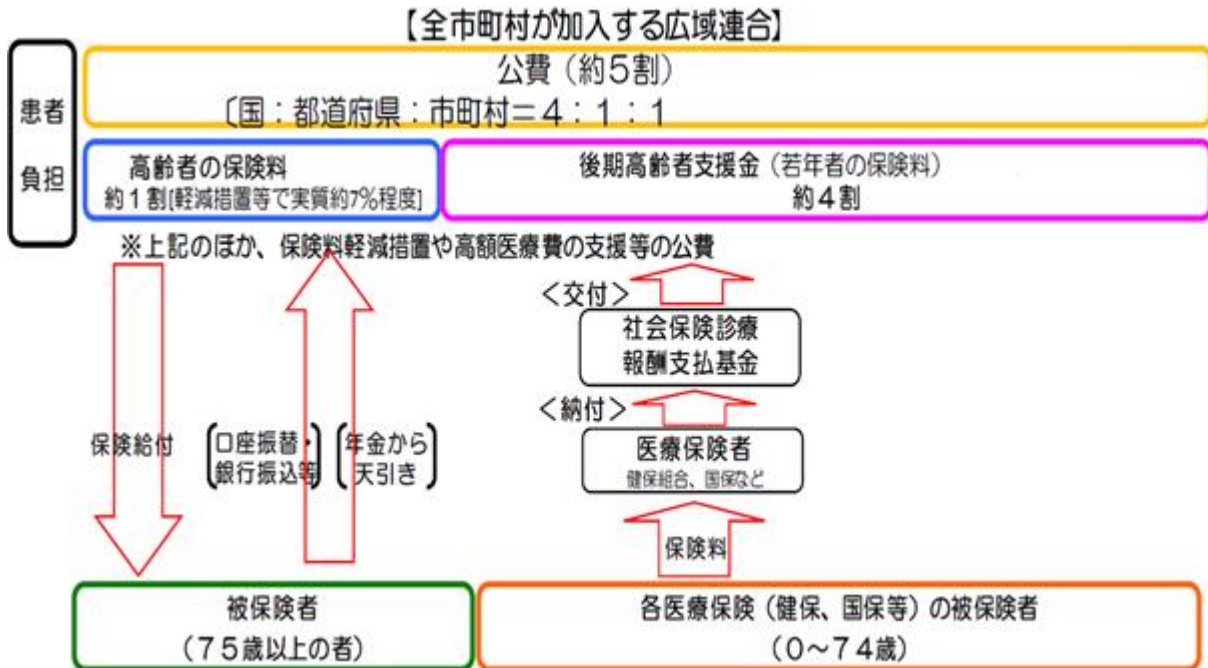 【全市町村が加入する広域連合】
患者
負担
公費（約５割）
〔国：都道府県：市町村＝４：１：１
高齢者の保険料
約１割[軽減措置等で実質約7%程度]
後期高齢者支援金（若年者の保険料）
約４割
※上記のほか、保険料軽減措置や高額医療費の支援等の公費
＜交付＞
社会保険診療
報酬支払基金
＜納付＞
保険給付
口座振替・
銀行振込等
年金から
天引き
医療保険者
健保組合、国保など
保険料
被保険者
（７５歳以上の者）
各医療保険（健保、国保等）の被保険者
（０～７４歳）